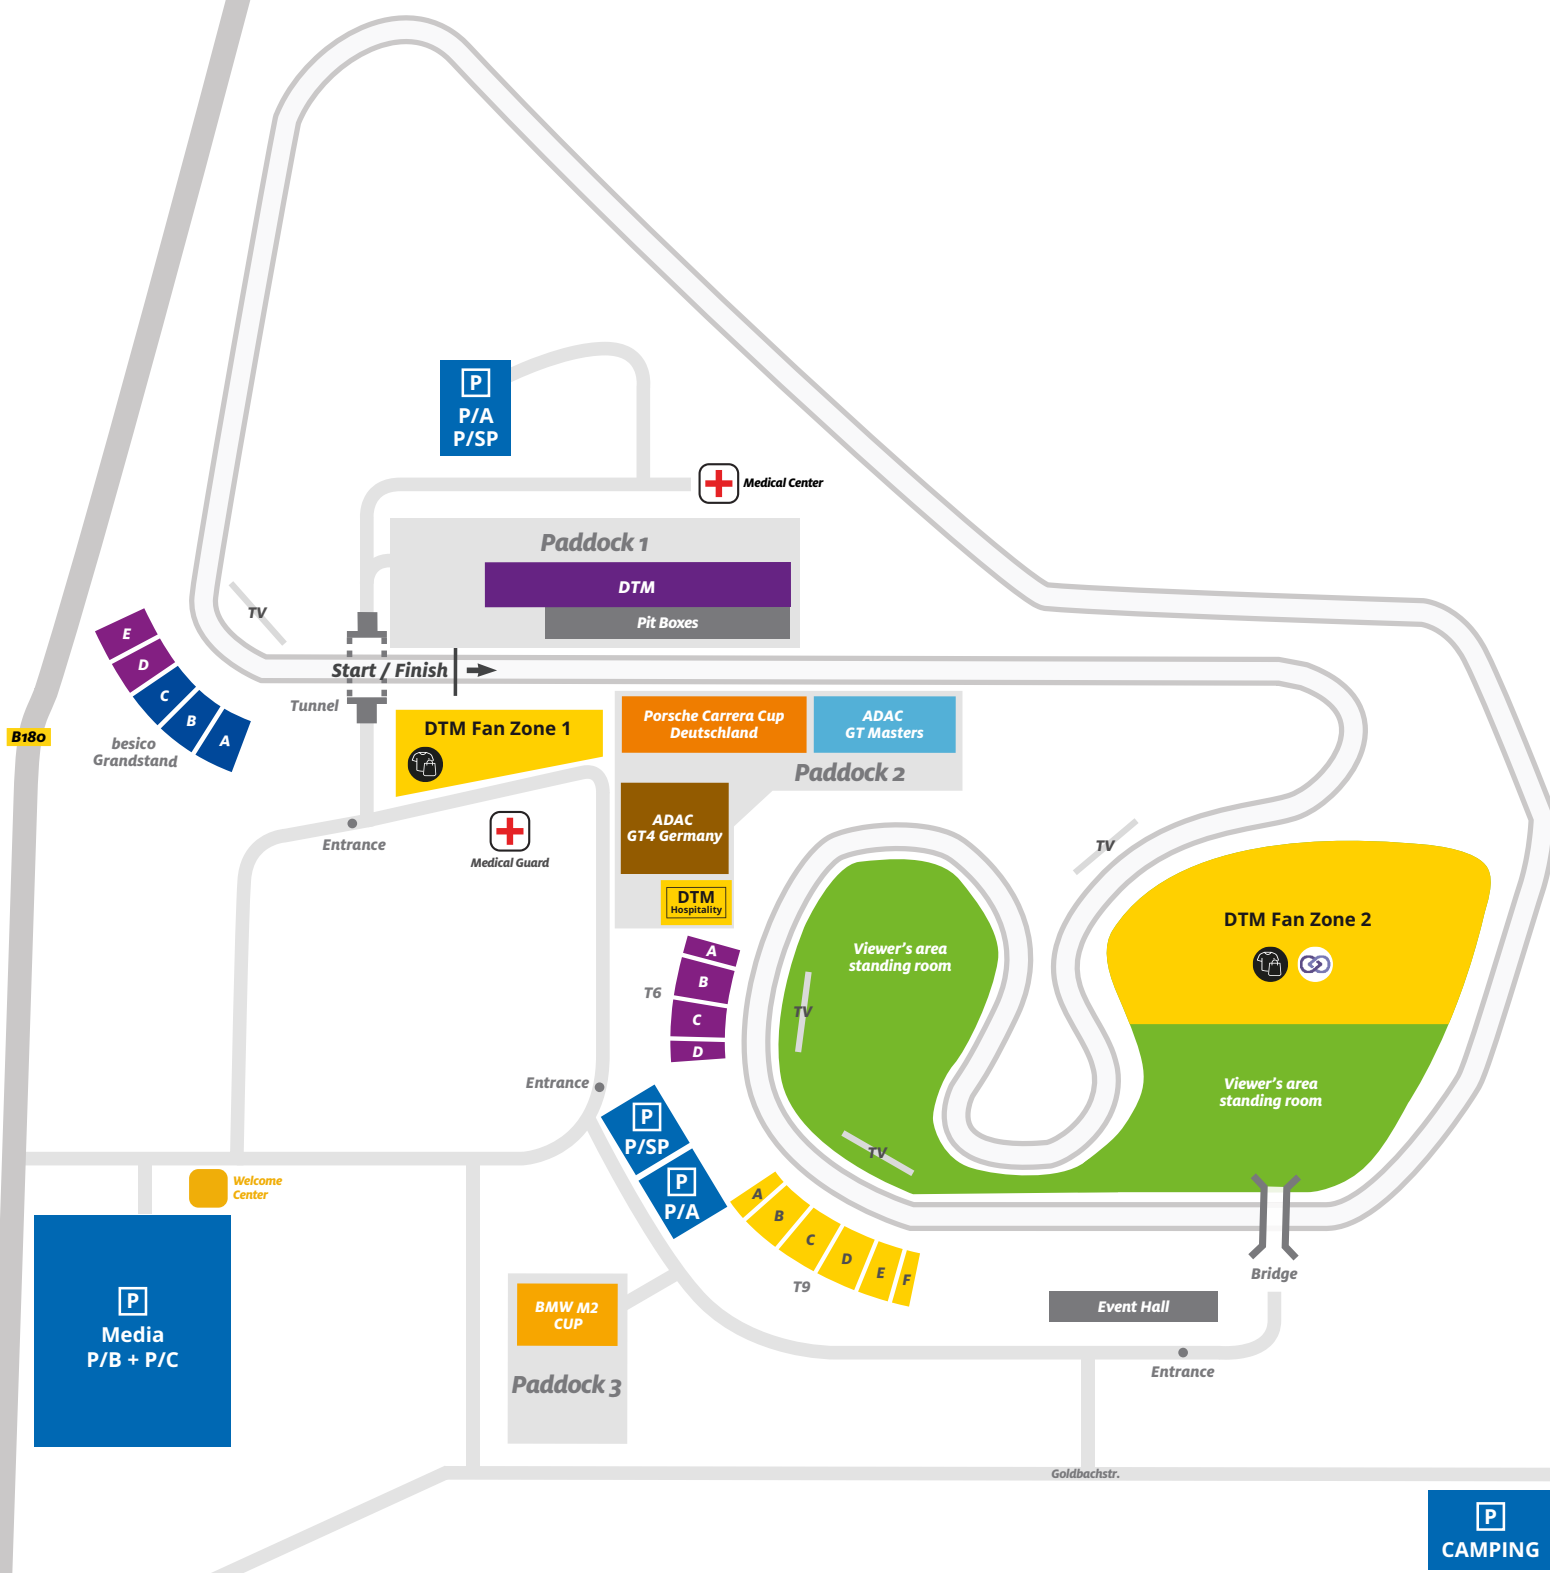 P
P/A
P/SP
Medical Center
Paddock 1
DTM
Pit Boxes
TV
E
D
C
B
A
besico
Grandstand
B180
Start / Finish
Tunnel
DTM Fan Zone 1
Porsche Carrera Cup
Deutschland
ADAC
GT Masters
Paddock 2
ADAC
GT4 Germany
DTM
Hospitality
Entrance
Medical Guard
TV
DTM Fan Zone 2
Viewer's area
standing room
A
B
C
D
T6
TV
Viewer's area
standing room
Entrance
P
P/SP
P
P/A
TV
Welcome
Center
A
B
C
D
E
F
T9
P
Media
P/B + P/C
BMW M2
CUP
Paddock 3
Bridge
Event Hall
Entrance
Goldbachstr.
P
CAMPING